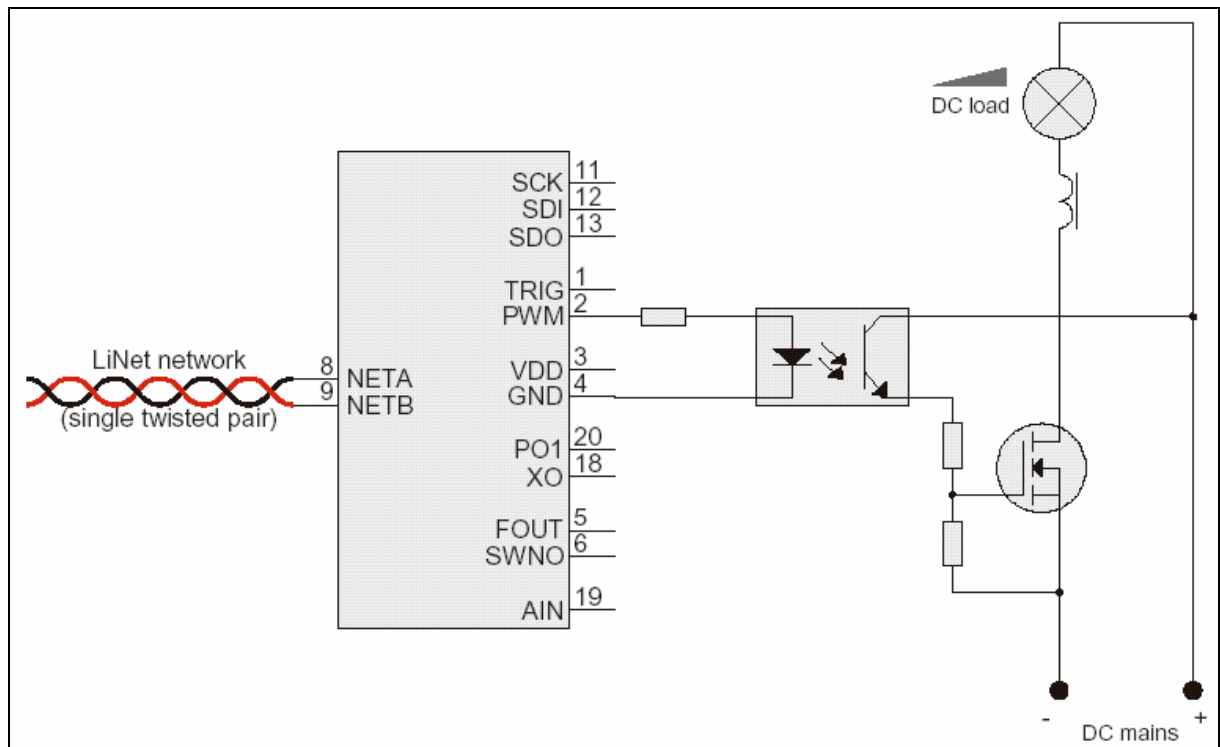 DC load
SCK 11
SDI 12
SDO 13
TRIG 1
PWM 2
LiNet network
(single twisted pair)
8 NETA
9 NETB
VDD 3
GND 4
PO1 20
XO 18
FOUT 5
SWNO 6
AIN 19
- +
DC mains